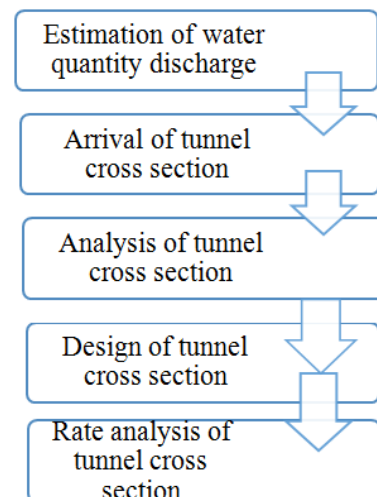 Estimation of water
quantity discharge
Arrival of tunnel
cross section
Analysis of tunnel
cross section
Design of tunnel
cross section
Rate analysis of
tunnel cross
section